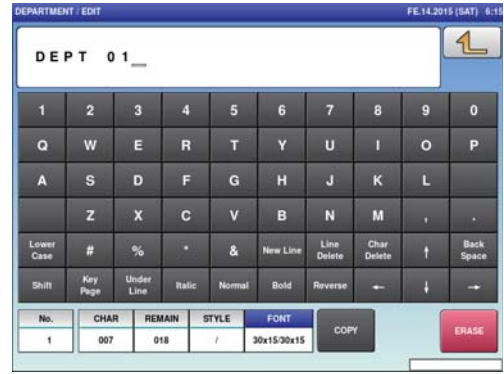 DEPARTMENT / EDIT FE.14.2015 (SAT) 6:15
DEPT 01_
1 2 3 4 5 6 7 8 9 0
Q W E R T Y U I O P
A S D F G H J K L
Z X C V B N M , .
Lower Case # % * & New Line Line Delete Char Delete ↑ Back Space
Shift Key Page Under Line Italic Normal Bold Reverse ← ↓ →
No. CHAR REMAIN STYLE FONT COPY ERASE
1 007 018 / 30x15/30x15